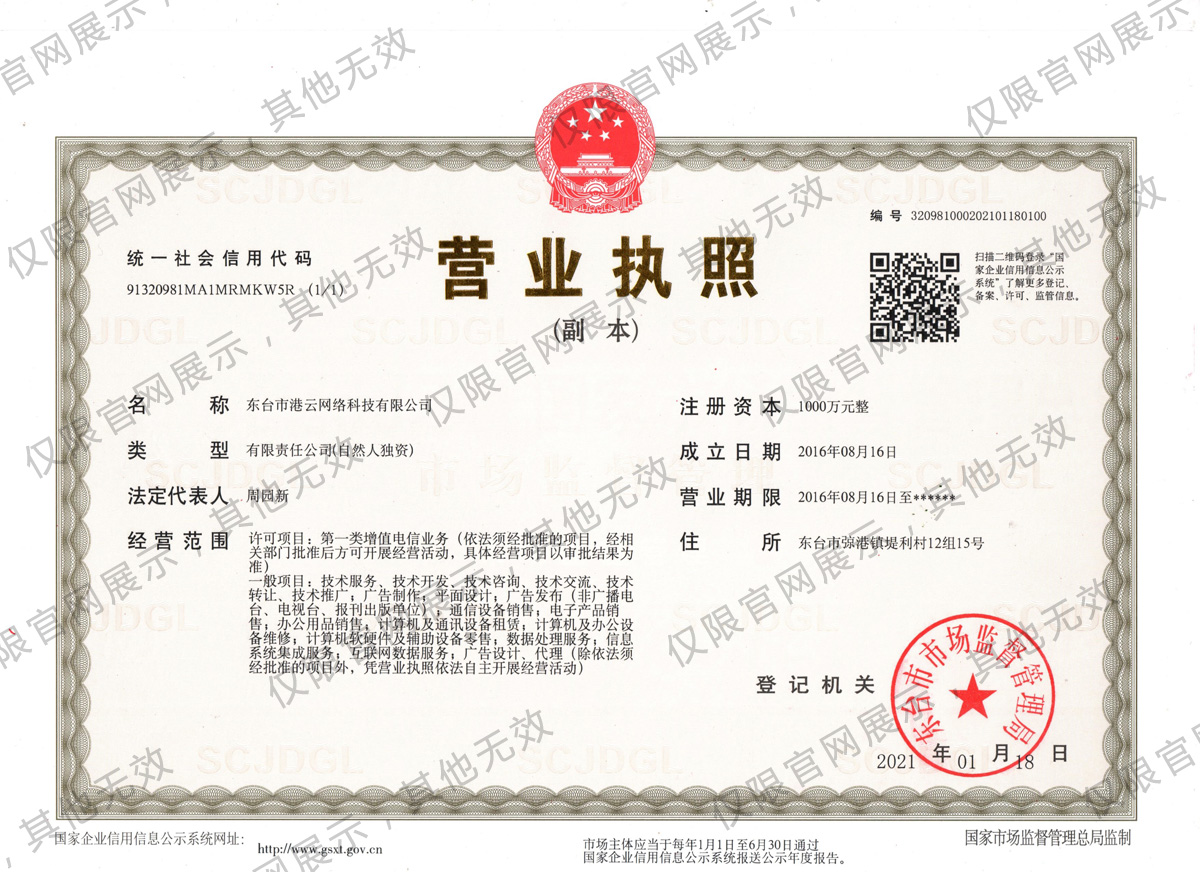 编 号 320981000202101180100
统一社会信用代码
91320981MA1MRMKW5R (1/1)
营业执照
(副 本)
扫描二维码登录“国
家企业信用信息公示
系统”了解更多登记、
备案、许可、监管信息。
名 称 东台市港云网络科技有限公司
注 册 资 本 1000万元整
类 型 有限责任公司(自然人独资)
成 立 日 期 2016年08月16日
法定代表人 周园新
营 业 期 限 2016年08月16日至******
经 营 范 围 许可项目：第一类增值电信业务（依法须经批准的项目，经相
关部门批准后方可开展经营活动，具体经营项目以审批结果为
准）
一般项目：技术服务、技术开发、技术咨询、技术交流、技术
转让、技术推广；广告制作；平面设计；广告发布（非广播电
台、电视台、报刊出版单位）；通信设备销售；电子产品销
售；办公用品销售；计算机及通讯设备租赁；计算机及办公设
备维修；计算机软硬件及辅助设备零售；数据处理服务；信息
系统集成服务；互联网数据服务；广告设计、代理（除依法须
经批准的项目外，凭营业执照依法自主开展经营活动）
住 所 东台市弶港镇堤利村12组15号
登 记 机 关
东台市市场监督管理局
2021 年 01 月 18 日
国家企业信用信息公示系统网址：
http://www.gsxt.gov.cn
市场主体应当于每年1月1日至6月30日通过
国家企业信用信息公示系统报送公示年度报告。
国家市场监督管理总局监制
仅限官网展示，其他无效
SCJDGL
市场监督管理